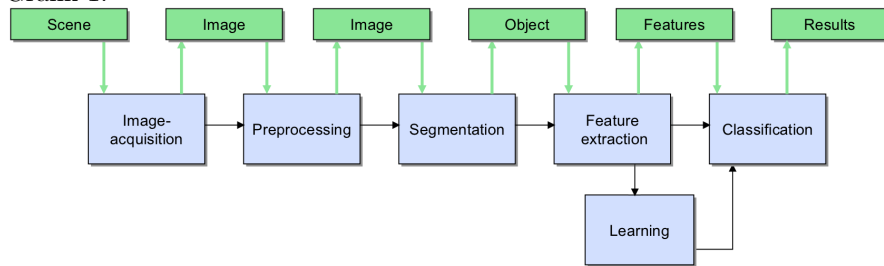 Scene Image Image Object Features Results
Image-
acquisition
Preprocessing
Segmentation
Feature
extraction
Classification
Learning